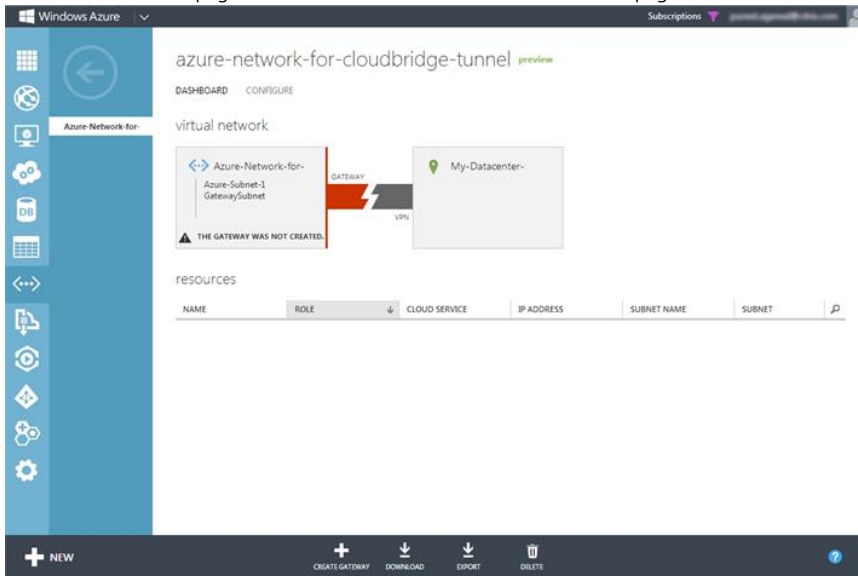 Windows Azure
Subscriptions
azure-network-for-cloudbridge-tunnel preview
DASHBOARD CONFIGURE
Azure-Network-for-
virtual network
Azure-Network-for-
Azure-Subnet-1
GatewaySubnet
THE GATEWAY WAS NOT CREATED.
GATEWAY
VPN
My-Datacenter-
resources
NAME ROLE CLOUD SERVICE IP ADDRESS SUBNET NAME SUBNET
DB
NEW
CREATE GATEWAY DOWNLOAD EXPORT DELETE
?